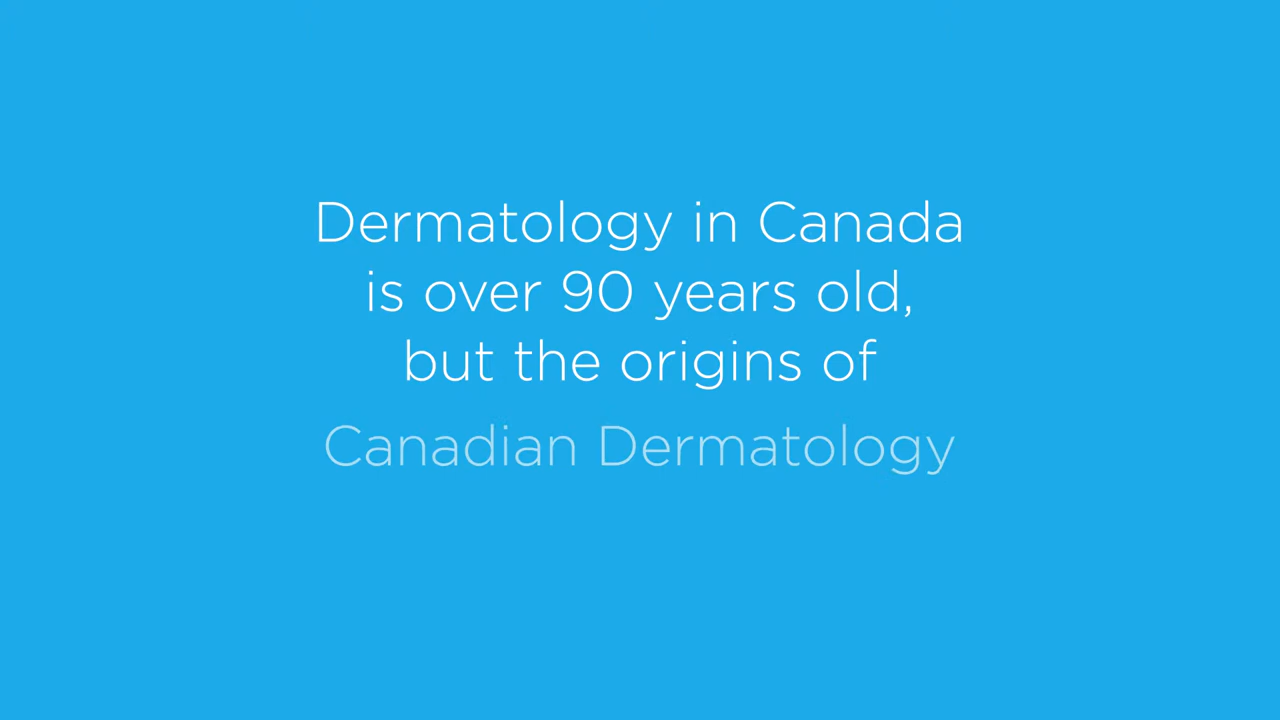 Dermatology in Canada
is over 90 years old,
but the origins of
Canadian Dermatology